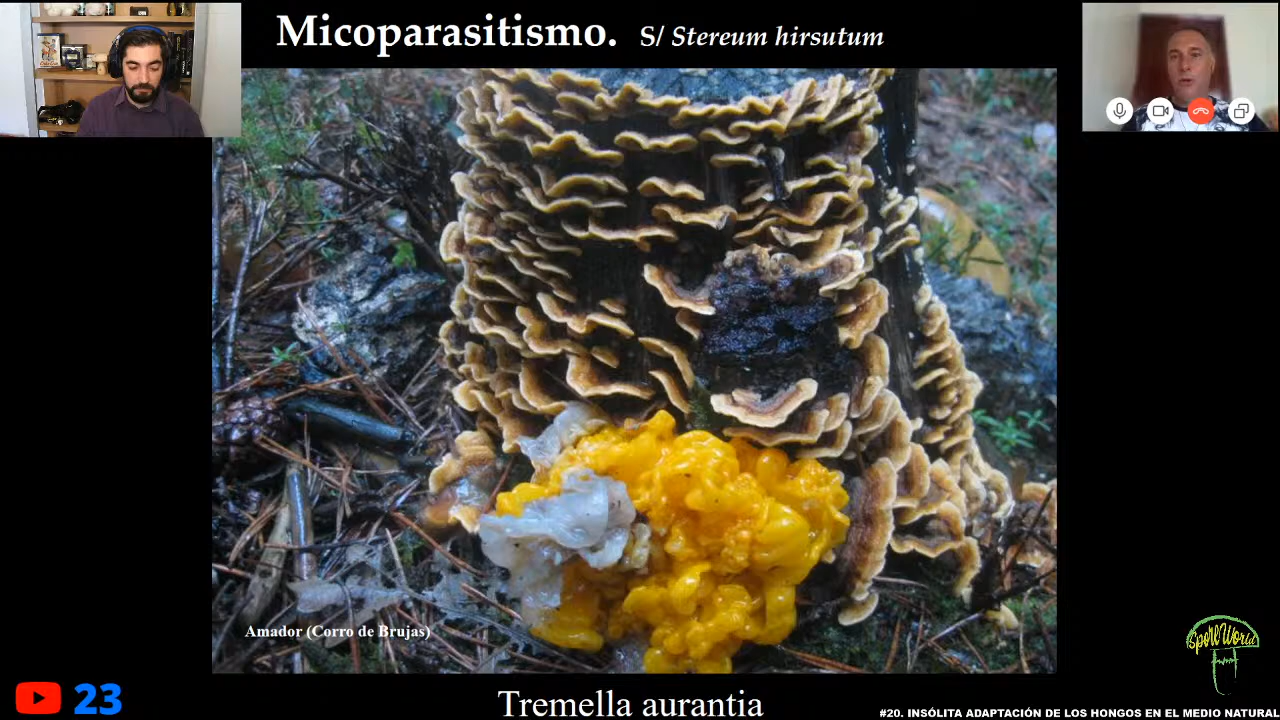 Micoparasitismo. S/ Stereum hirsutum
Amador (Corro de Brujas)
SporeWorld
23
Tremella aurantia
#20. INSÓLITA ADAPTACIÓN DE LOS HONGOS EN EL MEDIO NATURAL